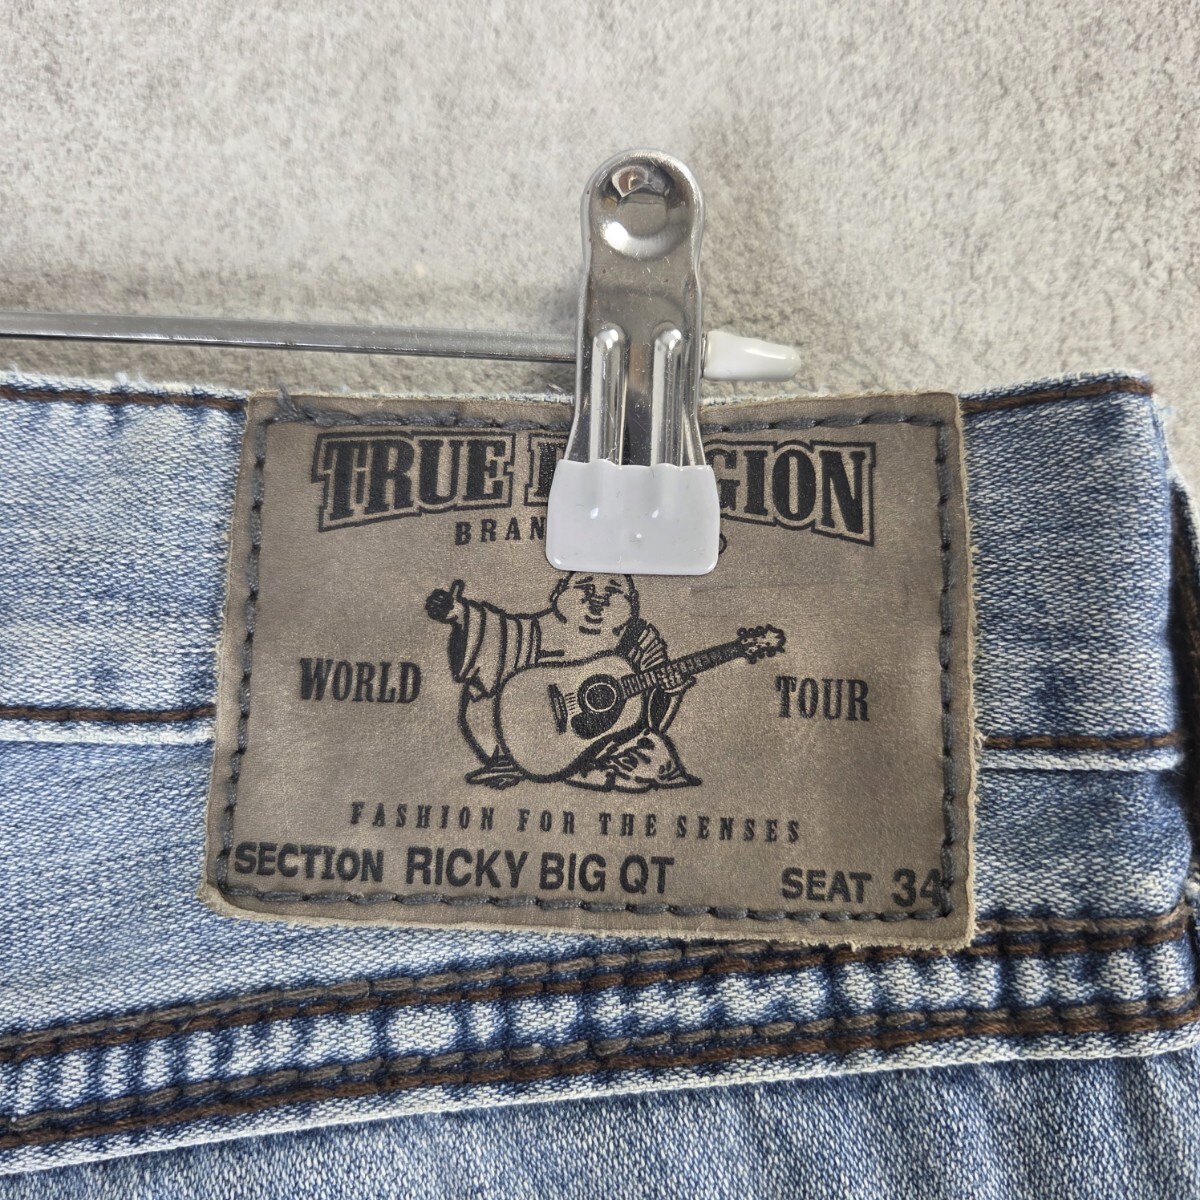 TRUE
GION
BRAN
WORLD TOUR
FASHION FOR THE SENSES
SECTION RICKY BIG QT SEAT 34